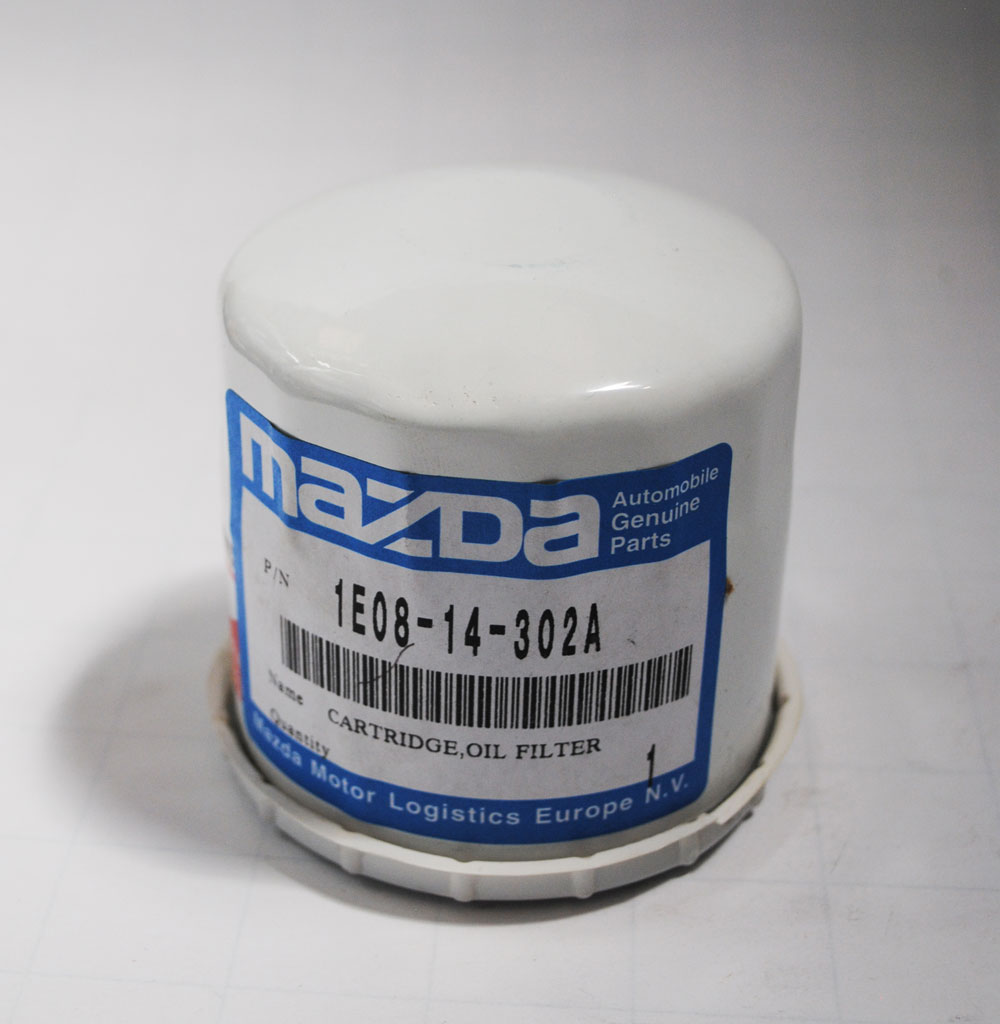 mazda
Automobile
Genuine
Parts
P/N
1E08-14-302A
Name
CARTRIDGE,OIL FILTER
Quantity
1
Mazda Motor Logistics Europe N.V.